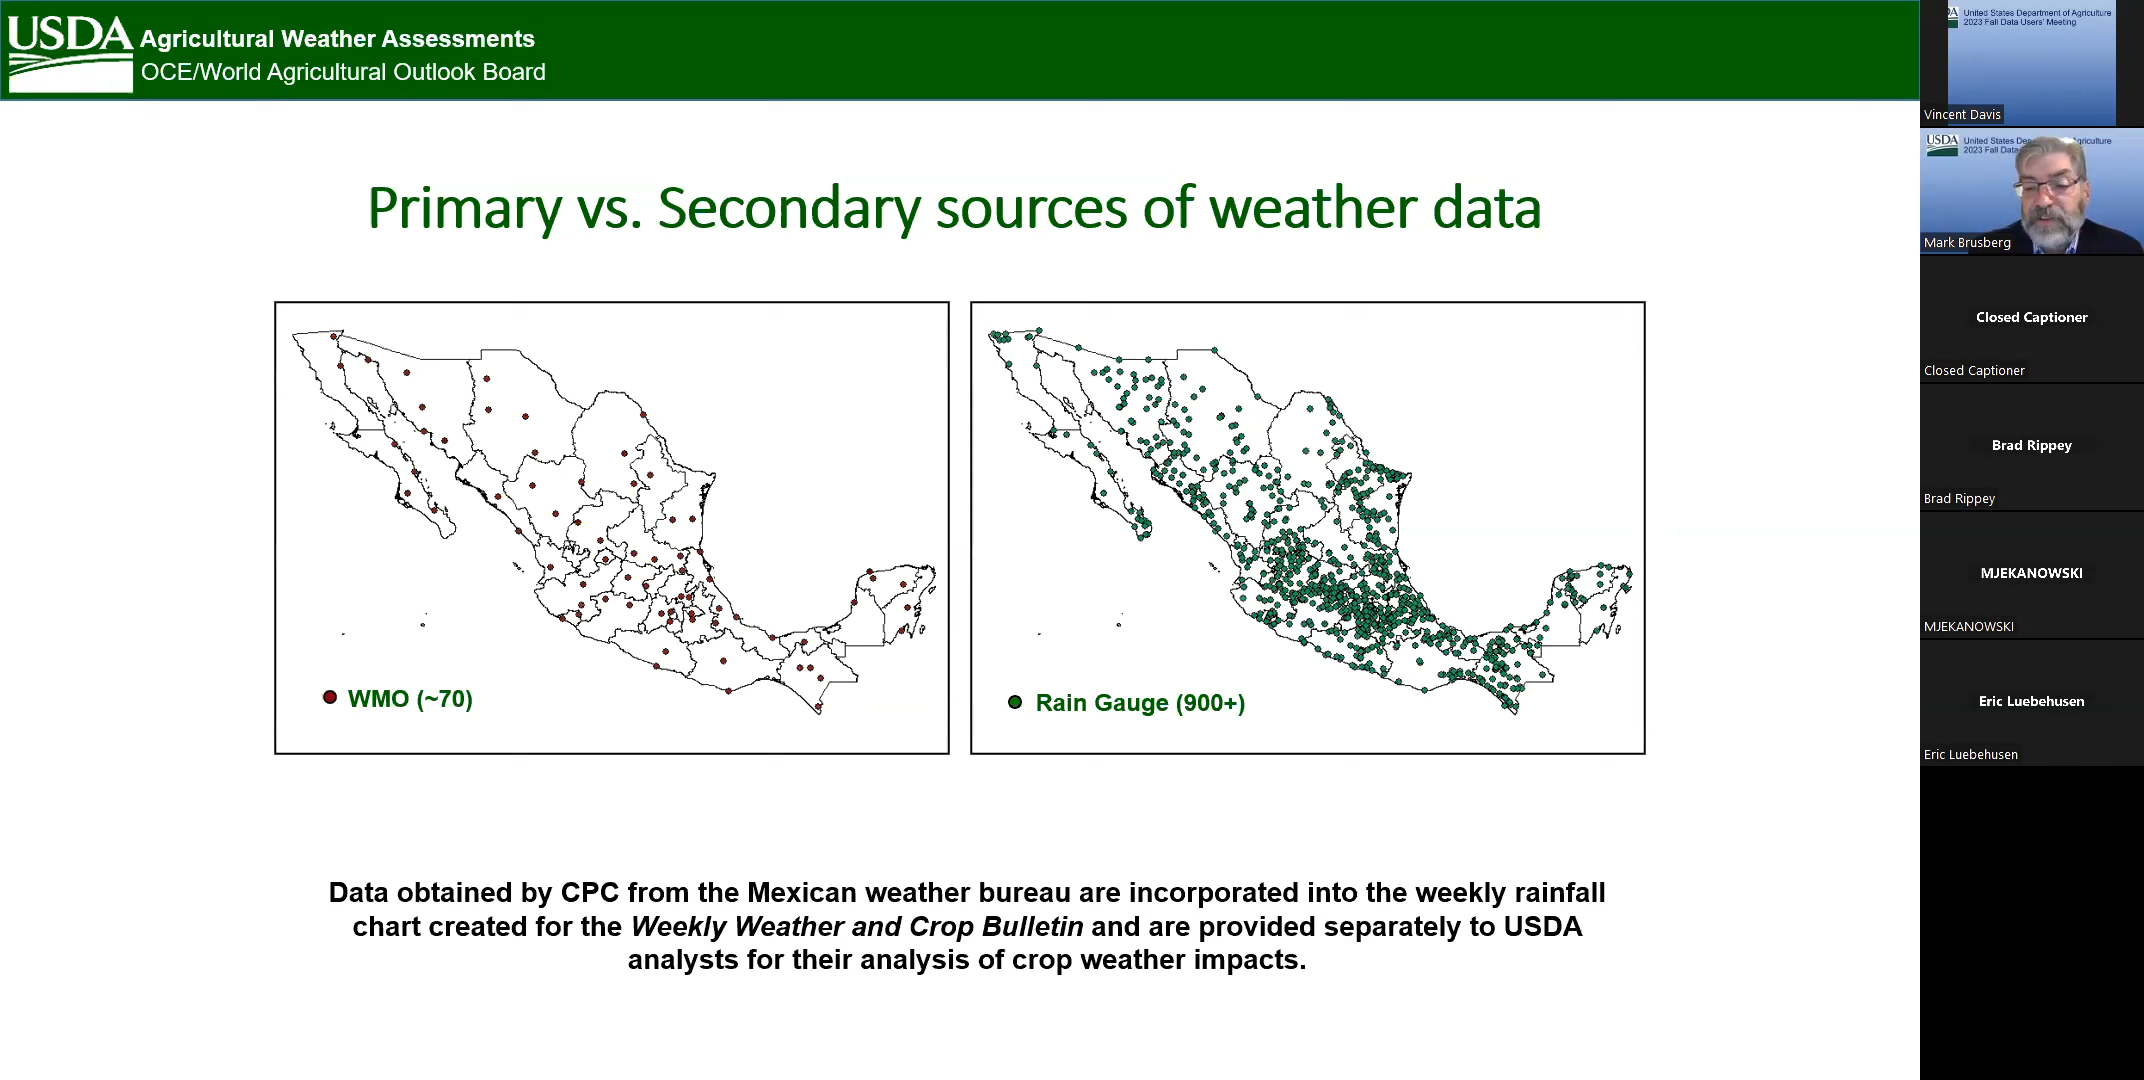 USDA
Agricultural Weather Assessments
OCE/World Agricultural Outlook Board
Primary vs. Secondary sources of weather data
WMO (~70)
Rain Gauge (900+)
Data obtained by CPC from the Mexican weather bureau are incorporated into the weekly rainfall
chart created for the Weekly Weather and Crop Bulletin and are provided separately to USDA
analysts for their analysis of crop weather impacts.
United States Department of Agriculture
2023 Fall Data Users' Meeting
Vincent Davis
USDA
United States De
griculture
2023 Fall Data
Mark Brusberg
Closed Captioner
Closed Captioner
Brad Rippey
Brad Rippey
MJEKANOWSKI
MJEKANOWSKI
Eric Luebehusen
Eric Luebehusen